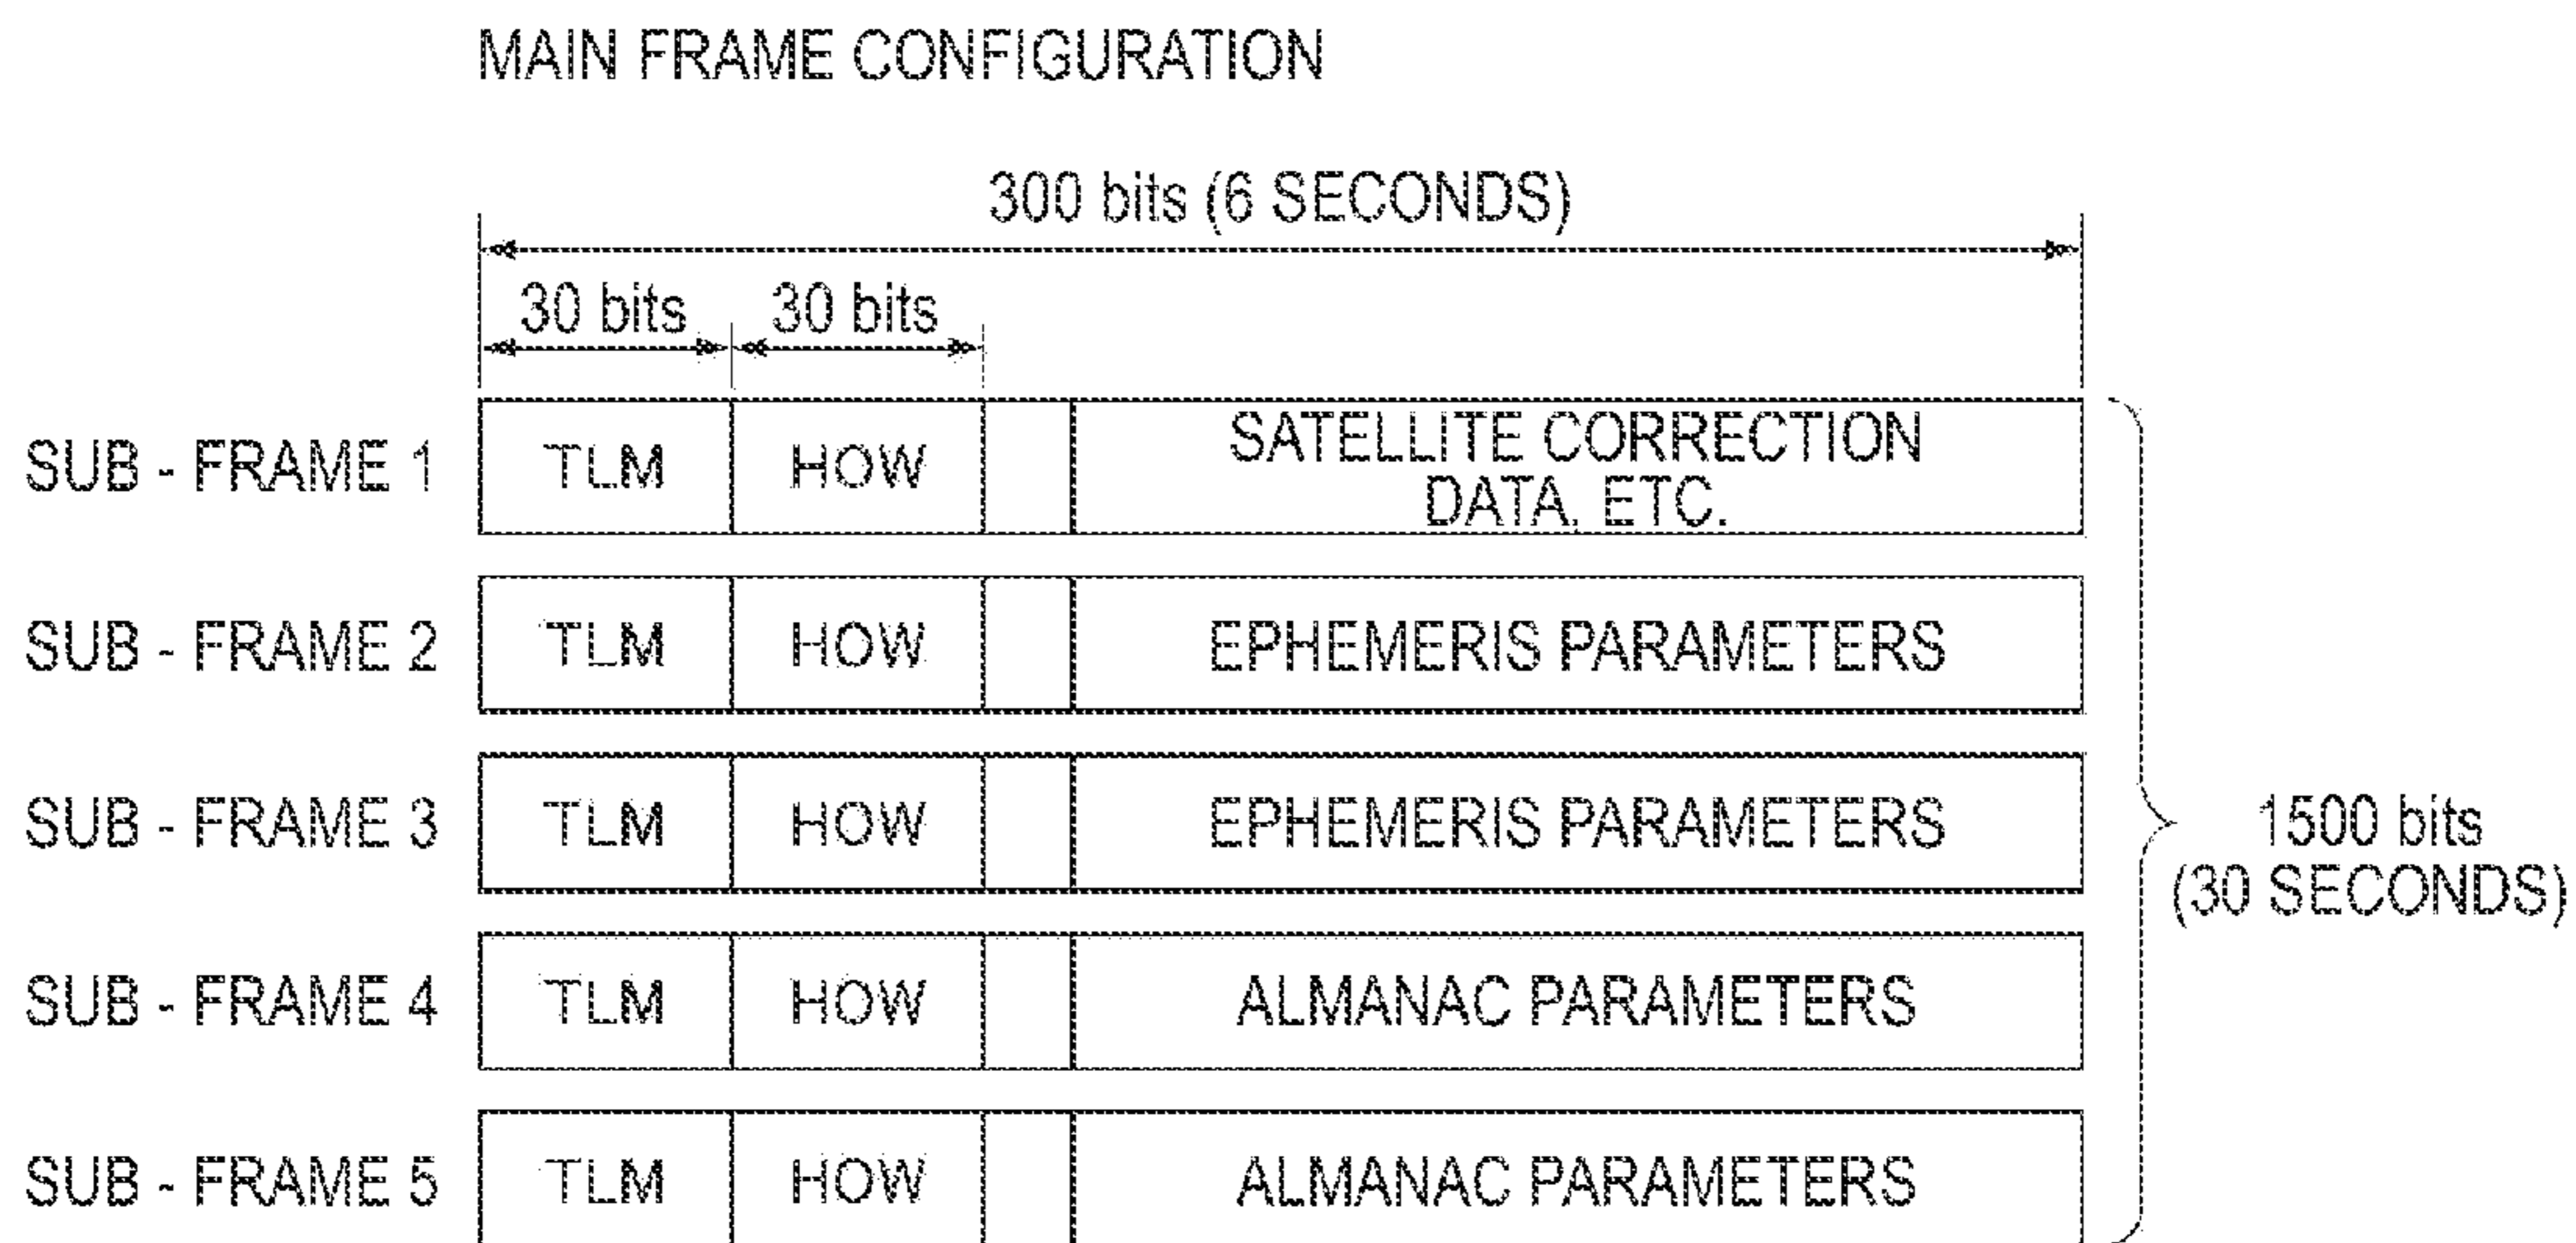 MAIN FRAME CONFIGURATION
300 bits (6 SECONDS)
30 bits 30 bits
SUB - FRAME 1 TLM HOW SATELLITE CORRECTION
DATA, ETC.
SUB - FRAME 2 TLM HOW EPHEMERIS PARAMETERS
SUB - FRAME 3 TLM HOW EPHEMERIS PARAMETERS
1500 bits
(30 SECONDS)
SUB - FRAME 4 TLM HOW ALMANAC PARAMETERS
SUB - FRAME 5 TLM HOW ALMANAC PARAMETERS